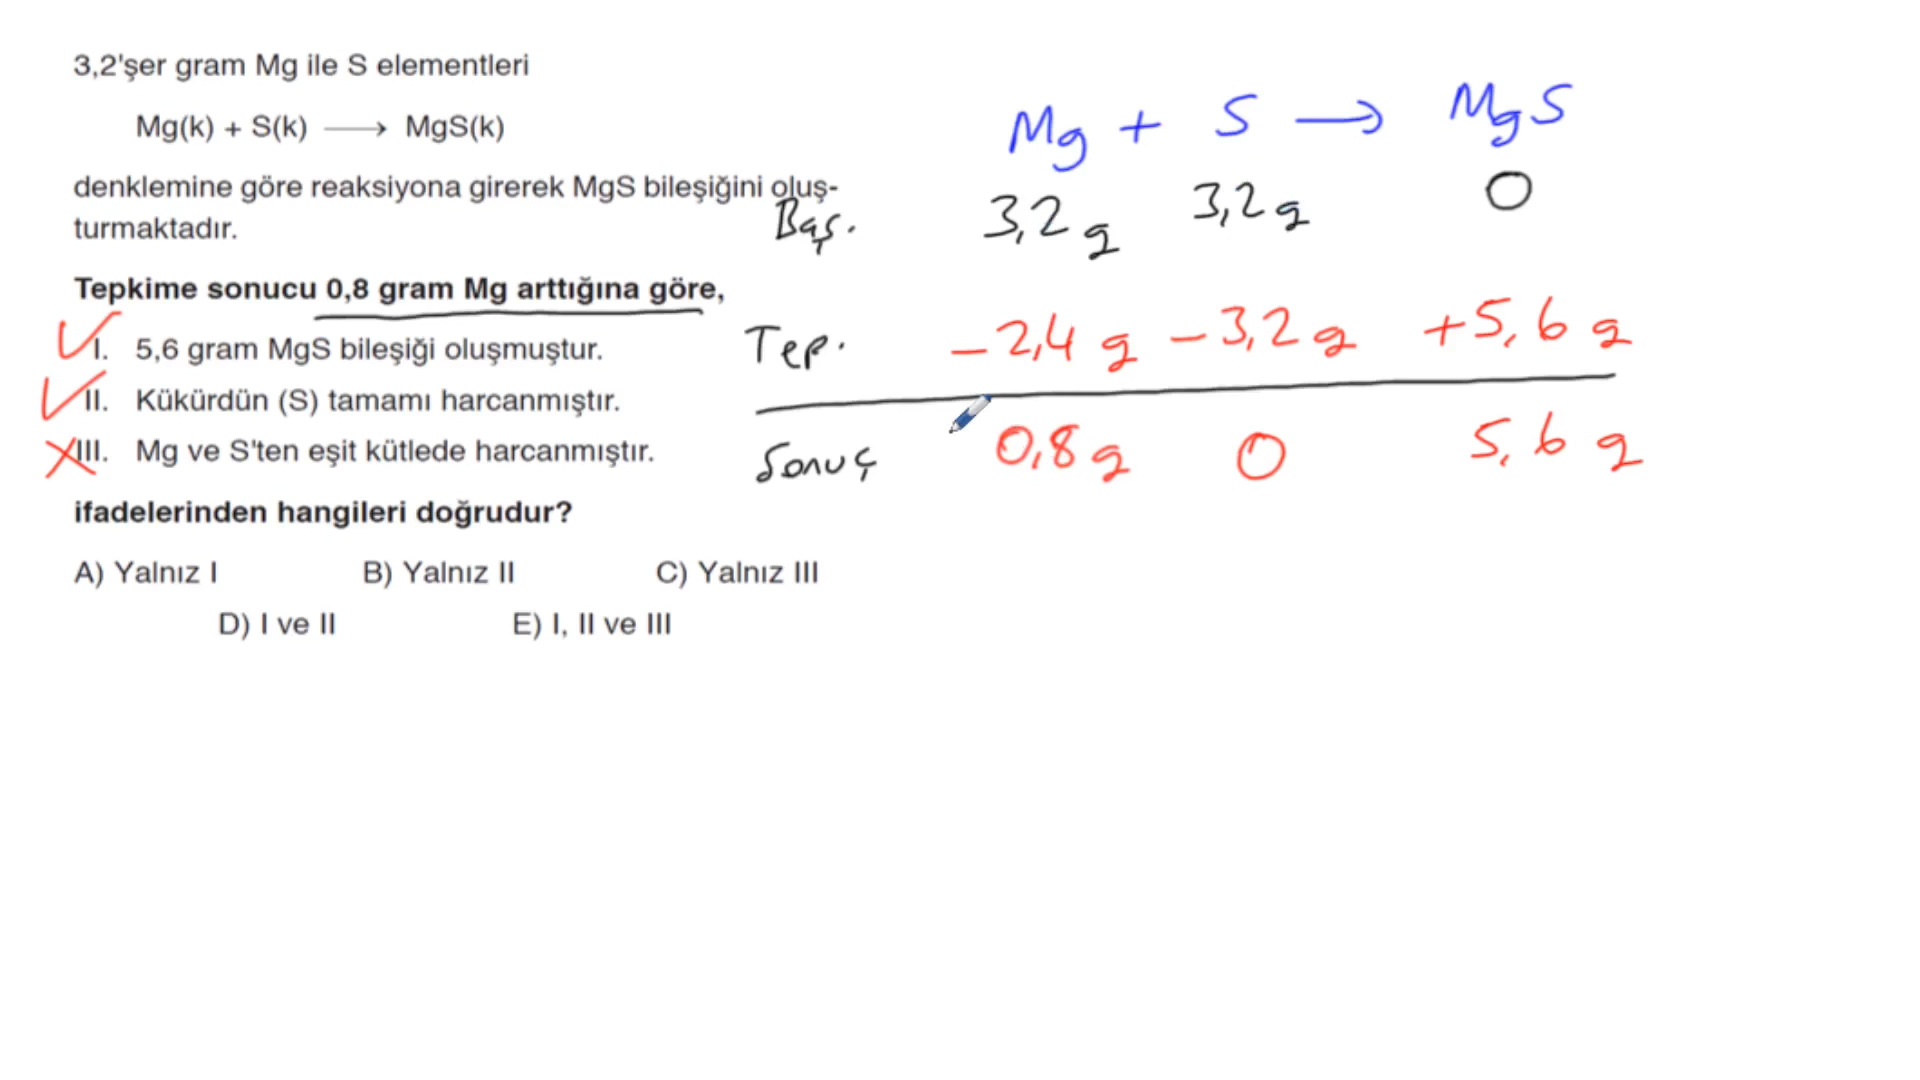 3,2'şer gram Mg ile S elementleri
Mg(k) + S(k) ⟶ MgS(k)
denklemine göre reaksiyona girerek MgS bileşiğini oluş-
turmaktadır.
Tepkime sonucu 0,8 gram Mg arttığına göre,
I. 5,6 gram MgS bileşiği oluşmuştur.
II. Kükürdün (S) tamamı harcanmıştır.
III. Mg ve S'ten eşit kütlede harcanmıştır.
ifadelerinden hangileri doğrudur?
A) Yalnız I B) Yalnız II C) Yalnız III
D) I ve II E) I, II ve III
Mg + S → MgS
Baş. 3,2 g 3,2 g 0
Tep. -2,4 g -3,2 g +5,6 g
Sonuç 0,8 g 0 5,6 g